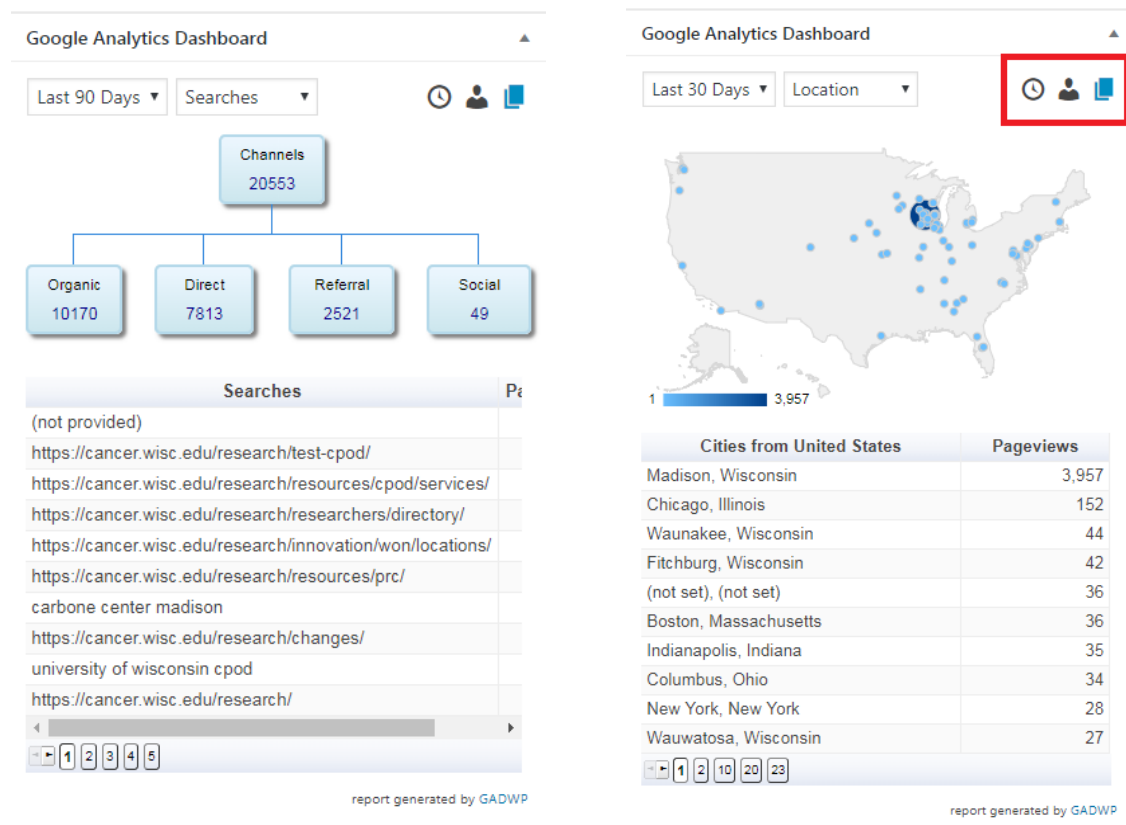 Google Analytics Dashboard
Last 90 Days
Searches
Channels
20553
Organic
10170
Direct
7813
Referral
2521
Social
49
Searches
(not provided)
https://cancer.wisc.edu/research/test-cpod/
https://cancer.wisc.edu/research/resources/cpod/services/
https://cancer.wisc.edu/research/researchers/directory/
https://cancer.wisc.edu/research/innovation/won/locations/
https://cancer.wisc.edu/research/resources/prc/
carbone center madison
https://cancer.wisc.edu/research/changes/
university of wisconsin cpod
https://cancer.wisc.edu/research/
1 2 3 4 5
report generated by GADWP
Google Analytics Dashboard
Last 30 Days
Location
1 3,957
Cities from United States Pageviews
Madison, Wisconsin 3,957
Chicago, Illinois 152
Waunakee, Wisconsin 44
Fitchburg, Wisconsin 42
(not set), (not set) 36
Boston, Massachusetts 36
Indianapolis, Indiana 35
Columbus, Ohio 34
New York, New York 28
Wauwatosa, Wisconsin 27
1 2 10 20 23
report generated by GADWP